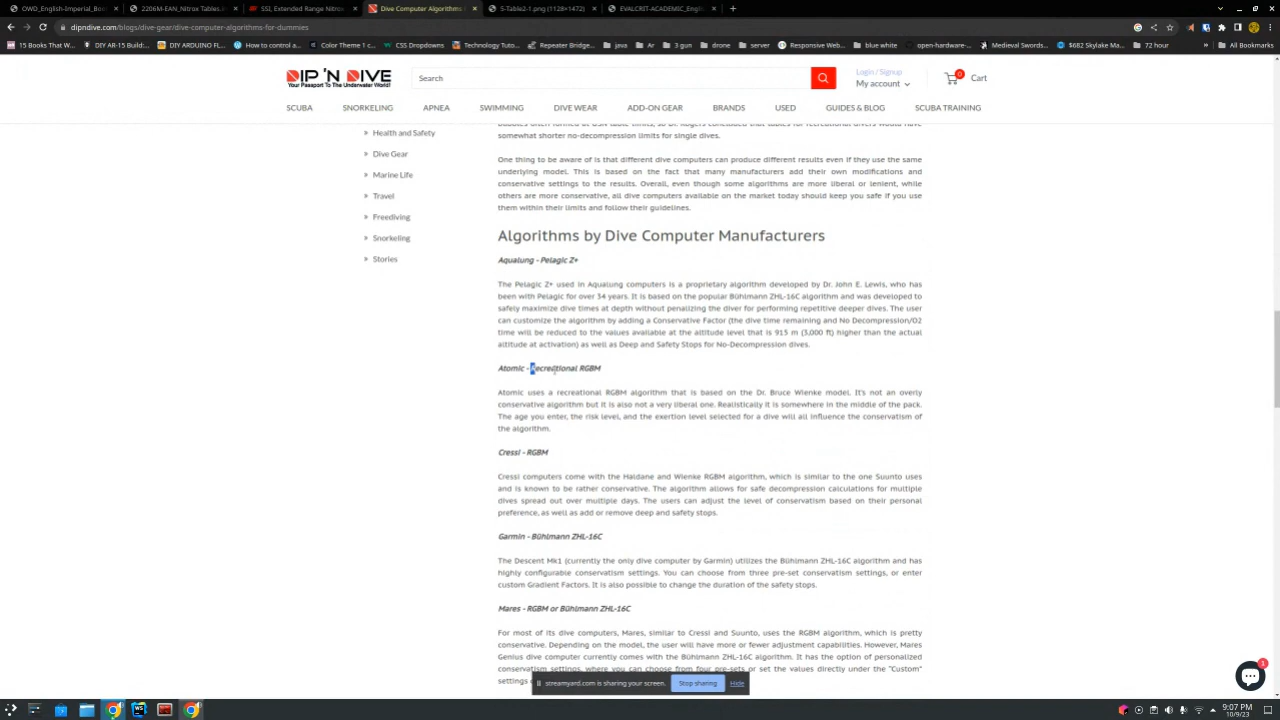 OWD_English-Imperial_Boo
2206M-EAN_Nitrox Tables.in
SSI, Extended Range Nitrox
Dive Computer Algorithms f
5-Table2-1.png (1128×1472)
EVALCRIT-ACADEMIC_Engl
dipndive.com/blogs/dive-gear/dive-computer-algorithms-for-dummies
15 Books That W...
DIY AR-15 Build:...
DIY ARDUINO FL...
How to control a...
Color Theme 1 c...
CSS Dropdowns
Technology Tuto...
Repeater Bridge...
java
Ar
3 gun
drone
server
Responsive Web...
blue white
open-hardware-...
Medieval Swords...
$682 Skylake Ma...
72 hour
All Bookmarks
DIP 'N DIVE
Your Passport To The Underwater World!
Search
Login / Signup
My account
0
Cart
SCUBA
SNORKELING
APNEA
SWIMMING
DIVE WEAR
ADD-ON GEAR
BRANDS
USED
GUIDES & BLOG
SCUBA TRAINING
Health and Safety
Dive Gear
Marine Life
Travel
Freediving
Snorkeling
Stories
somewhat shorter no-decompression limits for single dives.
One thing to be aware of is that different dive computers can produce different results even if they use the same
underlying model. This is based on the fact that many manufacturers add their own modifications and
conservative settings to the results. Overall, even though some algorithms are more liberal or lenient, while
others are more conservative, all dive computers available on the market today should keep you safe if you use
them within their limits and follow their guidelines.
Algorithms by Dive Computer Manufacturers
Aqualung - Pelagic Z+
The Pelagic Z+ used in Aqualung computers is a proprietary algorithm developed by Dr. John E. Lewis, who has
been with Pelagic for over 34 years. It is based on the popular Bühlmann ZHL-16C algorithm and was developed to
safely maximize dive times at depth without penalizing the diver for performing repetitive deeper dives. The user
can customize the algorithm by adding a Conservative Factor (the dive time remaining and No Decompression/O2
time will be reduced to the values available at the altitude level that is 915 m (3,000 ft) higher than the actual
altitude at activation) as well as Deep and Safety Stops for No-Decompression dives.
Atomic - Recreational RGBM
Atomic uses a recreational RGBM algorithm that is based on the Dr. Bruce Wienke model. It's not an overly
conservative algorithm but it is also not a very liberal one. Realistically it is somewhere in the middle of the pack.
The age you enter, the risk level, and the exertion level selected for a dive will all influence the conservatism of
the algorithm.
Cressi - RGBM
Cressi computers come with the Haldane and Wienke RGBM algorithm, which is similar to the one Suunto uses
and is known to be rather conservative. The algorithm allows for safe decompression calculations for multiple
dives spread out over multiple days. The users can adjust the level of conservatism based on their personal
preference, as well as add or remove deep and safety stops.
Garmin - Bühlmann ZHL-16C
The Descent Mk1 (currently the only dive computer by Garmin) utilizes the Bühlmann ZHL-16C algorithm and has
highly configurable conservatism settings. You can choose from three pre-set conservatism settings, or enter
custom Gradient Factors. It is also possible to change the duration of the safety stops.
Mares - RGBM or Bühlmann ZHL-16C
For most of its dive computers, Mares, similar to Cressi and Suunto, uses the RGBM algorithm, which is pretty
conservative. Depending on the model, the user will have more or fewer adjustment capabilities. However, Mares
Genius dive computer currently comes with the Bühlmann ZHL-16C algorithm. It has the option of personalized
conservatism settings, where you can choose from four pre-sets or set the values directly under the "Custom"
settings
streamyard.com is sharing your screen.
Stop sharing
Hide
1
9:07 PM
10/9/23